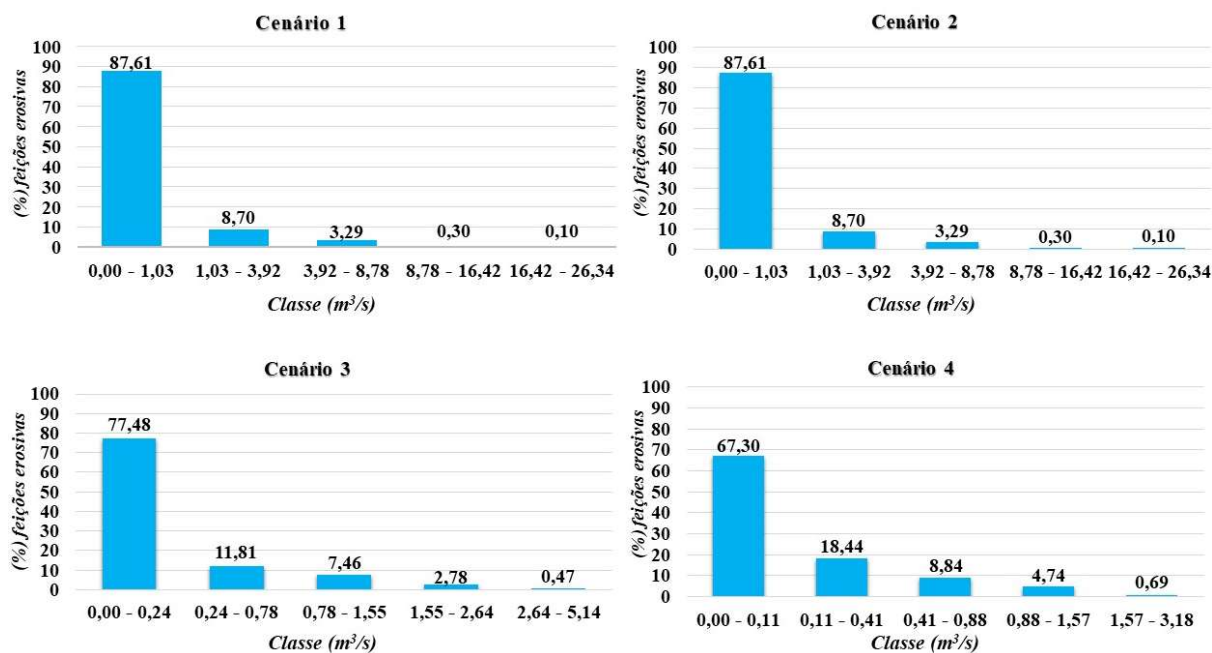 Cenário 1
(%) feições erosivas
100
90
80
70
60
50
40
30
20
10
0
87,61
8,70
3,29
0,30
0,10
0,00 - 1,03
1,03 - 3,92
3,92 - 8,78
8,78 - 16,42
16,42 - 26,34
Classe (m³/s)
Cenário 2
(%) feições erosivas
100
90
80
70
60
50
40
30
20
10
0
87,61
8,70
3,29
0,30
0,10
0,00 - 1,03
1,03 - 3,92
3,92 - 8,78
8,78 - 16,42
16,42 - 26,34
Classe (m³/s)
Cenário 3
(%) feições erosivas
100
90
80
70
60
50
40
30
20
10
0
77,48
11,81
7,46
2,78
0,47
0,00 - 0,24
0,24 - 0,78
0,78 - 1,55
1,55 - 2,64
2,64 - 5,14
Classe (m³/s)
Cenário 4
(%) feições erosivas
100
90
80
70
60
50
40
30
20
10
0
67,30
18,44
8,84
4,74
0,69
0,00 - 0,11
0,11 - 0,41
0,41 - 0,88
0,88 - 1,57
1,57 - 3,18
Classe (m³/s)